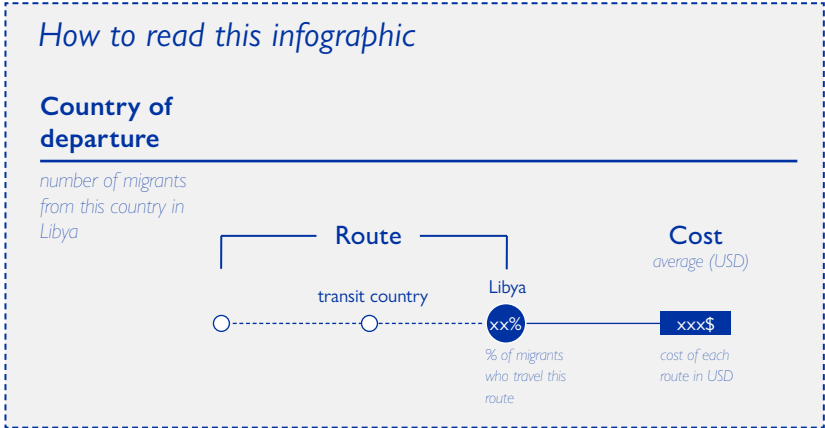 How to read this infographic
Country of
departure
number of migrants
from this country in
Libya
Route
Cost
average (USD)
transit country
Libya
xx%
xxx$
% of migrants
who travel this
route
cost of each
route in USD